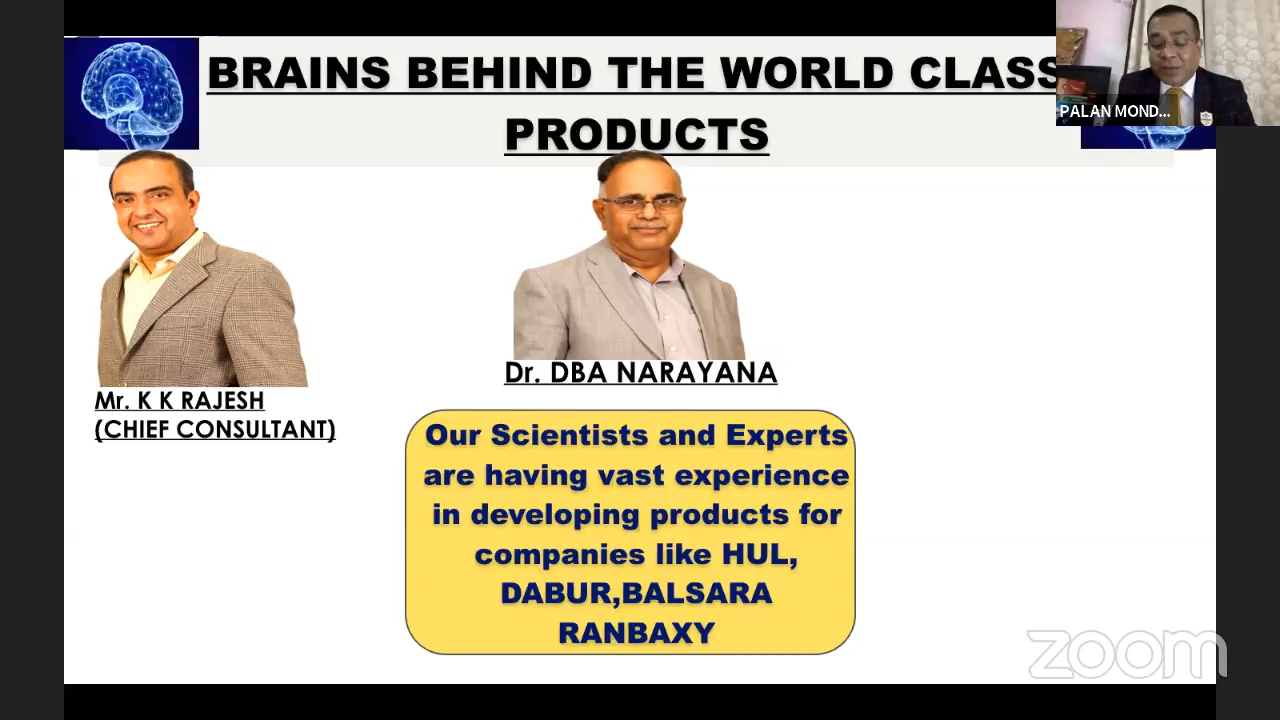 BRAINS BEHIND THE WORLD CLASS
PRODUCTS
PALAN MOND...
Mr. K K RAJESH
(CHIEF CONSULTANT)
Dr. DBA NARAYANA
Our Scientists and Experts
are having vast experience
in developing products for
companies like HUL,
DABUR,BALSARA
RANBAXY
zoom